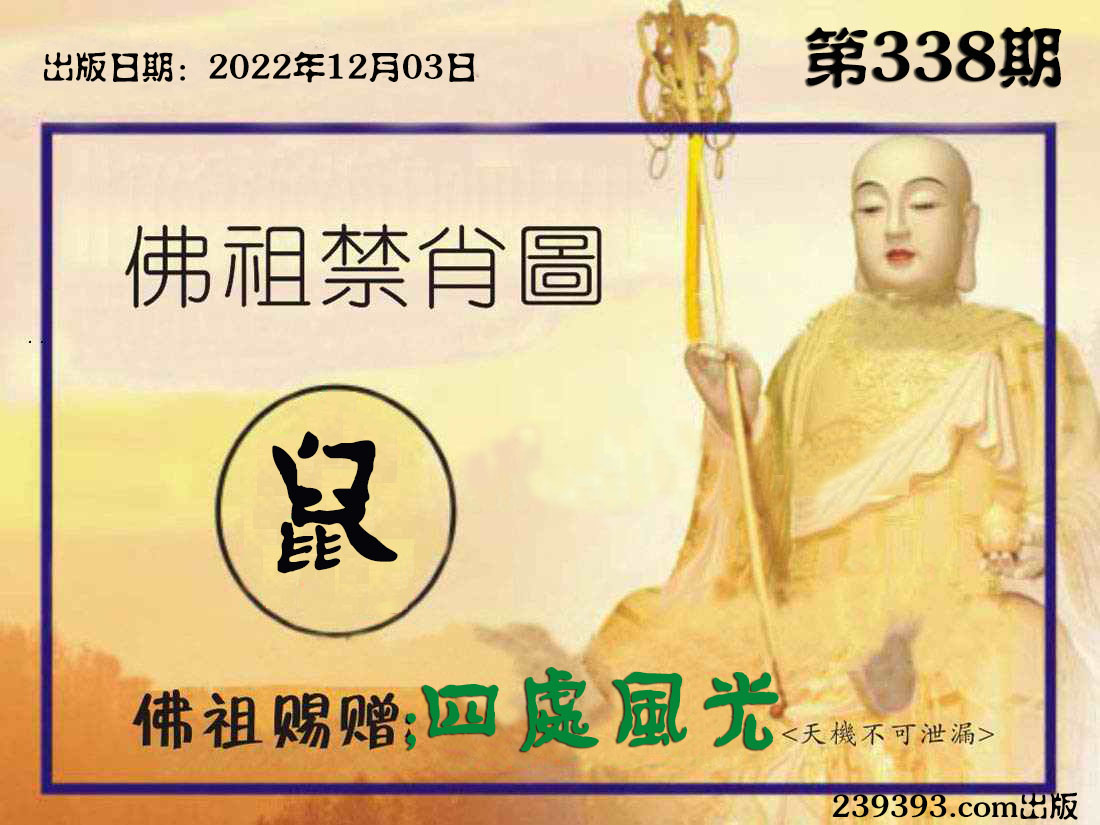 出版日期：2022年12月03日
第338期
佛祖禁肖圖
鼠
佛祖赐赠;四處風光<天機不可泄漏>
239393.com出版